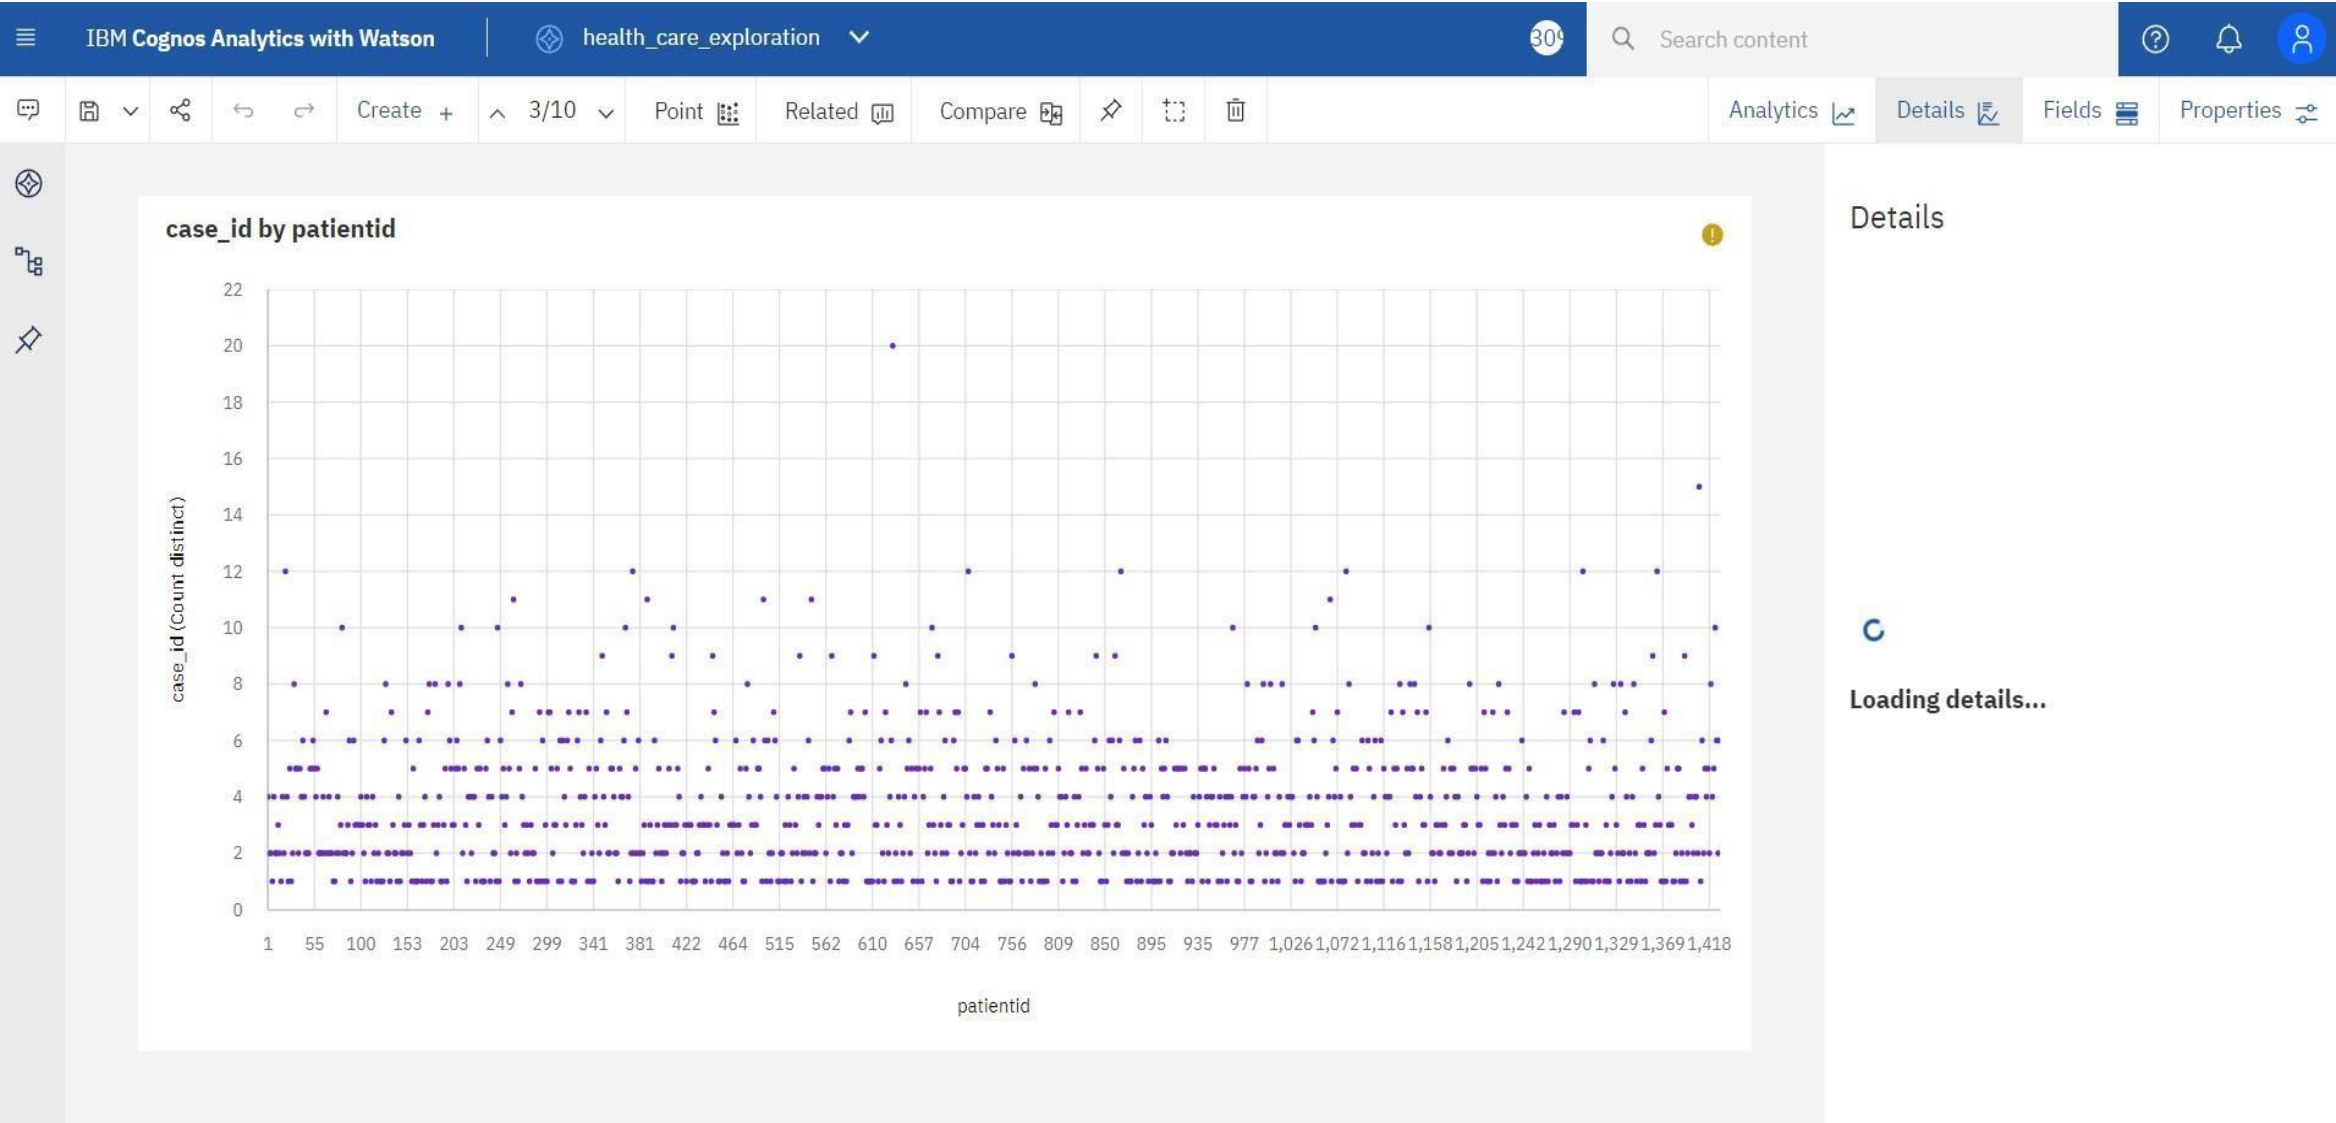 IBM Cognos Analytics with Watson
health_care_exploration
30
Search content
Create +
3/10
Point
Related
Compare
Analytics
Details
Fields
Properties
case_id by patientid
Details
22
20
18
16
14
12
10
8
6
4
2
0
case_id (Count distinct)
Loading details...
1 55 100 153 203 249 299 341 381 422 464 515 562 610 657 704 756 809 850 895 935 977 1,026 1,072 1,116 1,158 1,205 1,242 1,290 1,329 1,369 1,418
patientid